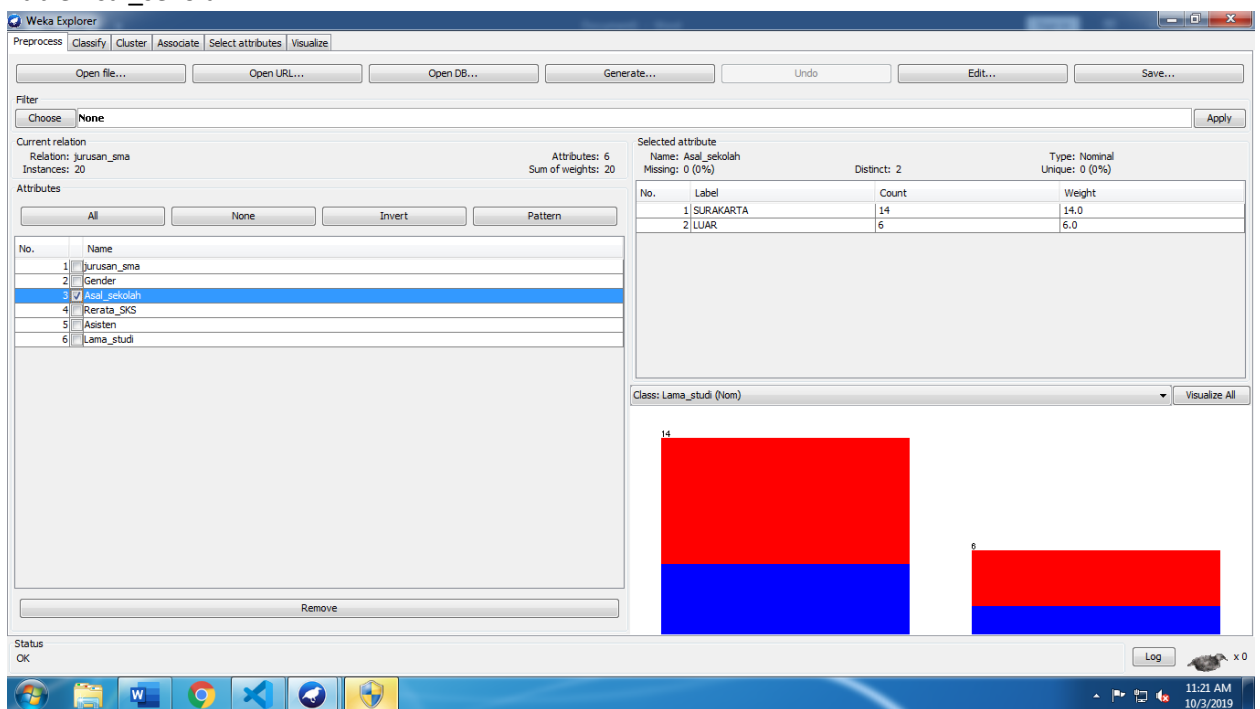 Weka Explorer
Preprocess Classify Cluster Associate Select attributes Visualize
Open file... Open URL... Open DB... Generate... Undo Edit... Save...
Filter
Choose None Apply
Current relation
Relation: jurusan_sma Attributes: 6
Instances: 20 Sum of weights: 20
Attributes
All None Invert Pattern
No. Name
1 jurusan_sma
2 Gender
3 Asal_sekolah
4 Rerata_SKS
5 Asisten
6 Lama_studi
Remove
Selected attribute
Name: Asal_sekolah Type: Nominal
Missing: 0 (0%) Distinct: 2 Unique: 0 (0%)
No. Label Count Weight
1 SURAKARTA 14 14.0
2 LUAR 6 6.0
Class: Lama_studi (Nom) Visualize All
14
6
Status
OK
Log x 0
W
11:21 AM
10/3/2019